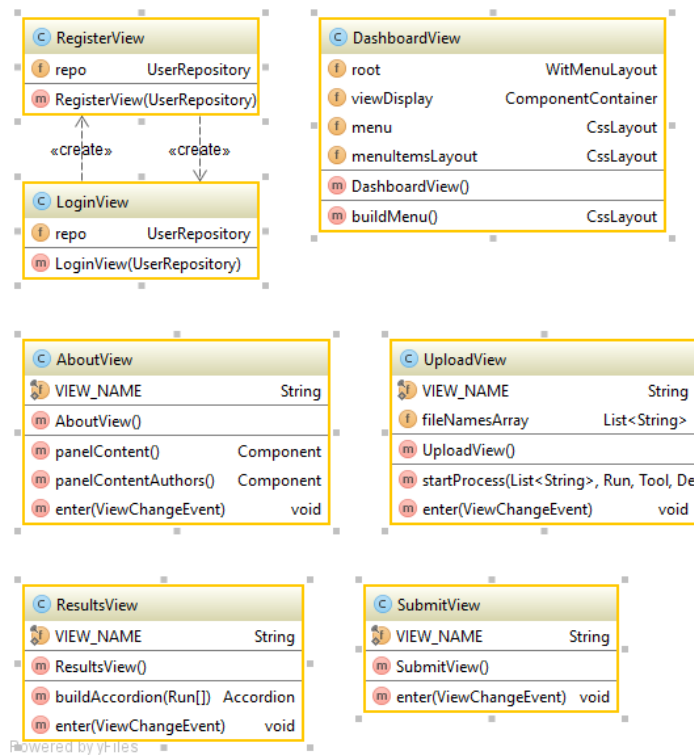 C RegisterView
f repo UserRepository
m RegisterView(UserRepository)
«create» «create»
C LoginView
f repo UserRepository
m LoginView(UserRepository)
C DashboardView
f root WitMenuLayout
f viewDisplay ComponentContainer
f menu CssLayout
f menuItemsLayout CssLayout
m DashboardView()
m buildMenu() CssLayout
C AboutView
f VIEW_NAME String
m AboutView()
m panelContent() Component
m panelContentAuthors() Component
m enter(ViewChangeEvent) void
C UploadView
f VIEW_NAME String
f fileNamesArray List<String>
m UploadView()
m startProcess(List<String>, Run, Tool, De
m enter(ViewChangeEvent) void
C ResultsView
f VIEW_NAME String
m ResultsView()
m buildAccordion(Run[]) Accordion
m enter(ViewChangeEvent) void
C SubmitView
f VIEW_NAME String
m SubmitView()
m enter(ViewChangeEvent) void
Powered by yFiles